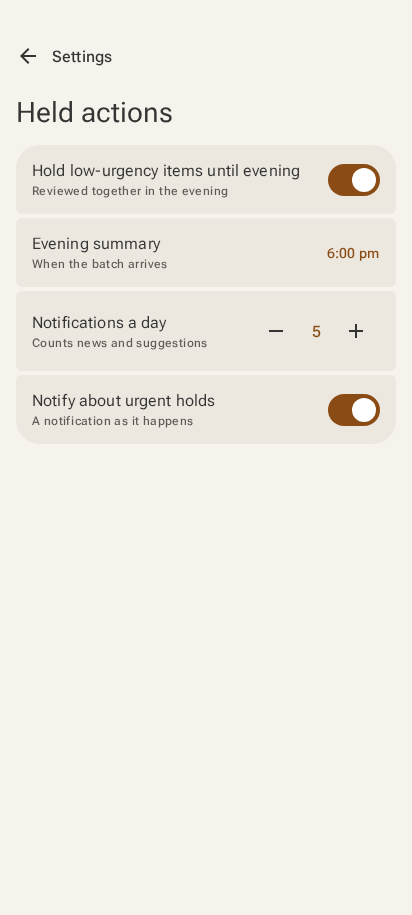 Settings
Held actions
Hold low-urgency items until evening
Reviewed together in the evening
Evening summary
When the batch arrives
6:00 pm
Notifications a day
Counts news and suggestions
5
Notify about urgent holds
A notification as it happens